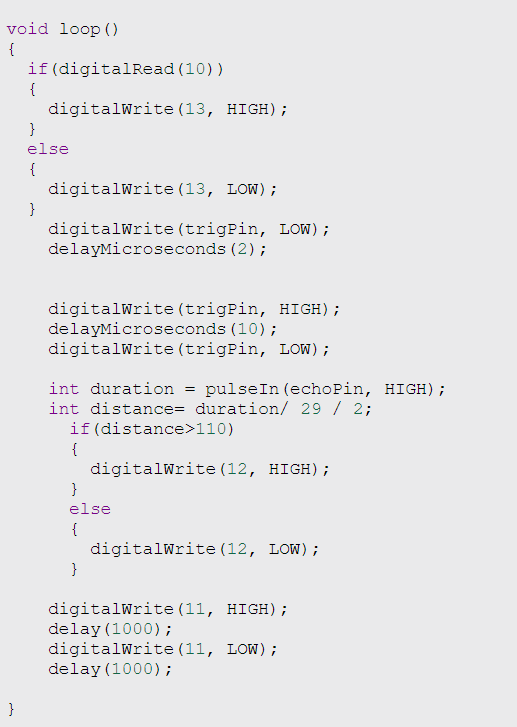 void loop()
{
if(digitalRead(10))
{
digitalWrite(13, HIGH);
}
else
{
digitalWrite(13, LOW);
}
digitalWrite(trigPin, LOW);
delayMicroseconds(2);
digitalWrite(trigPin, HIGH);
delayMicroseconds(10);
digitalWrite(trigPin, LOW);
int duration = pulseIn(echoPin, HIGH);
int distance= duration/ 29 / 2;
if(distance>110)
{
digitalWrite(12, HIGH);
}
else
{
digitalWrite(12, LOW);
}
digitalWrite(11, HIGH);
delay(1000);
digitalWrite(11, LOW);
delay(1000);
}